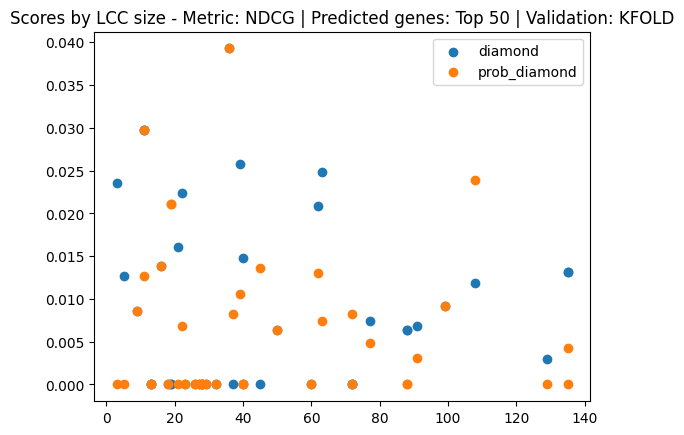 Scores by LCC size - Metric: NDCG | Predicted genes: Top 50 | Validation: KFOLD
diamond
prob_diamond
0.040
0.035
0.030
0.025
0.020
0.015
0.010
0.005
0.000
0 20 40 60 80 100 120 140